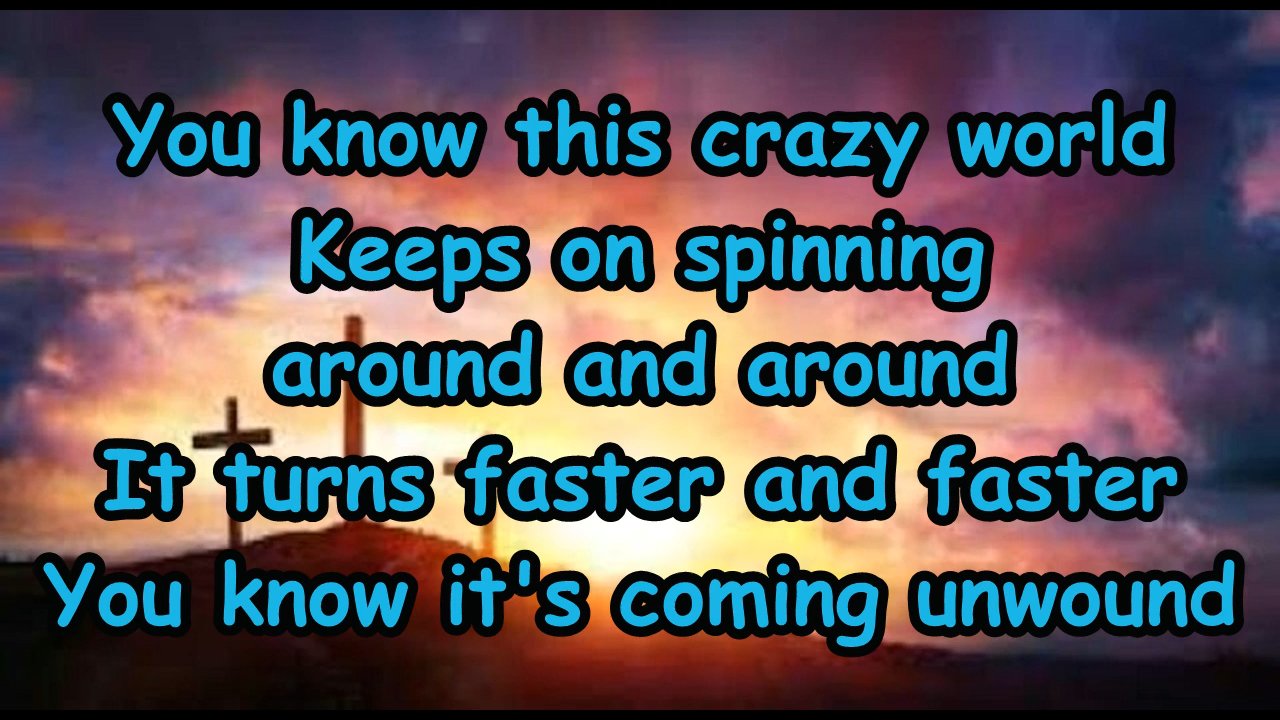 You know this crazy world
Keeps on spinning
around and around
It turns faster and faster
You know it's coming unwound